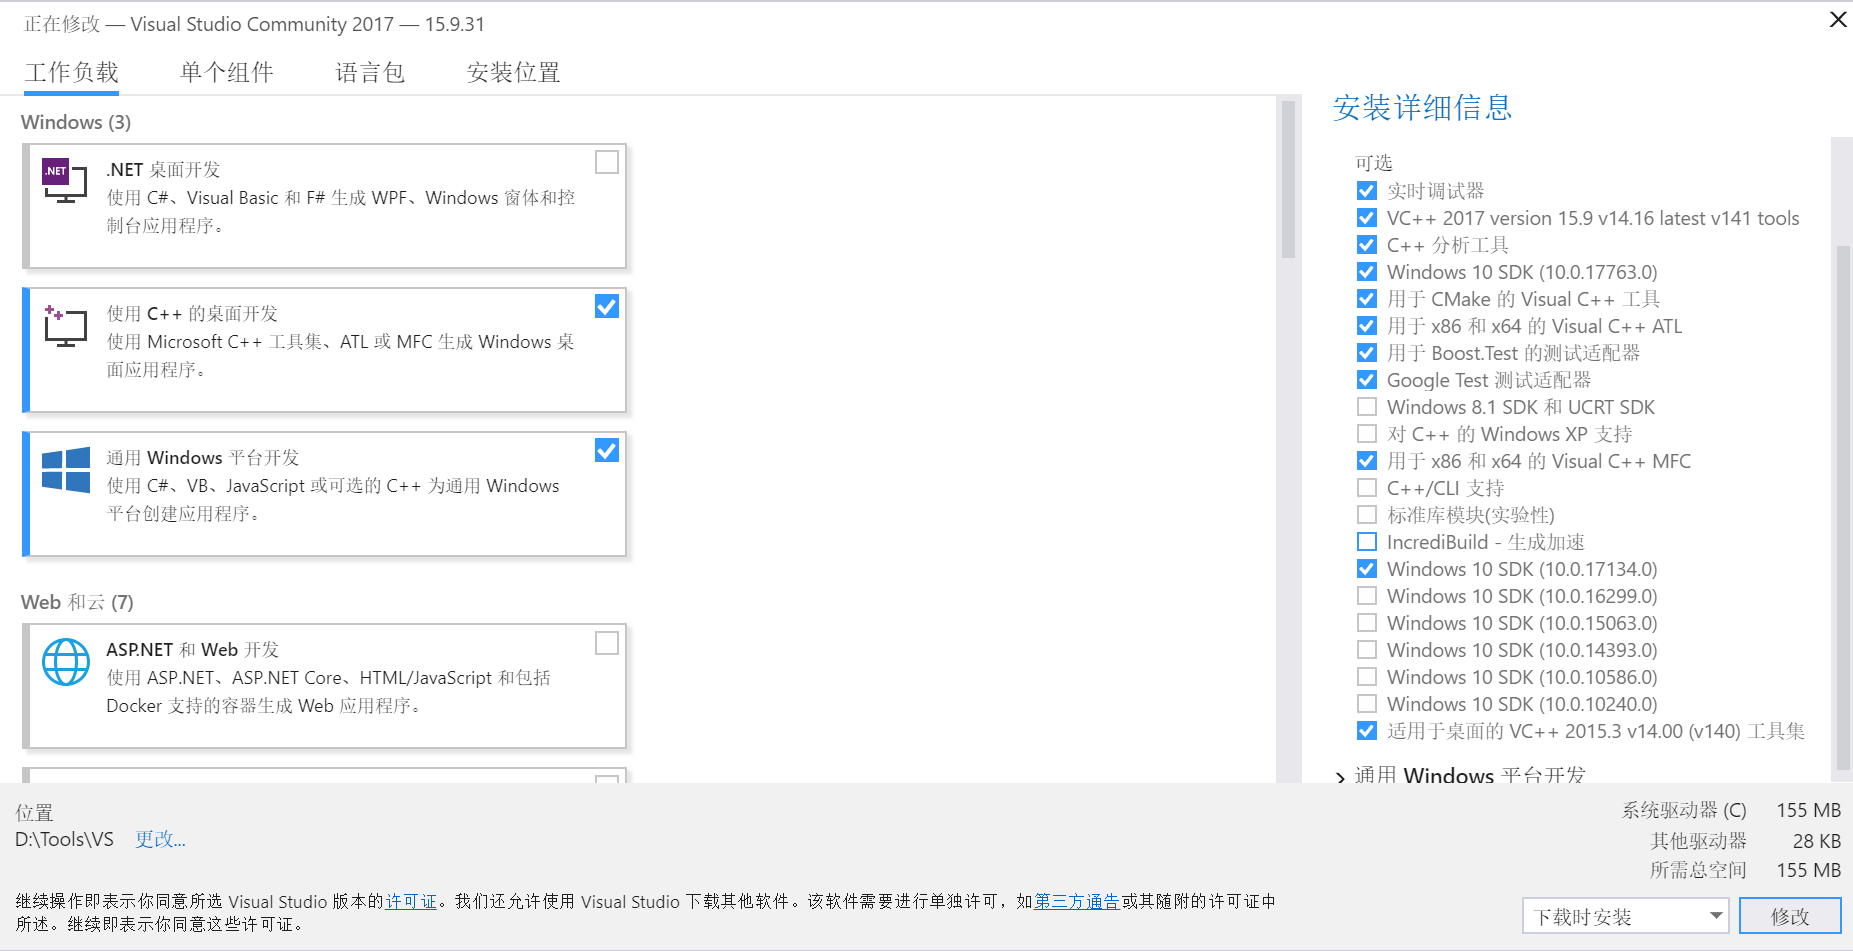 正在修改 — Visual Studio Community 2017 — 15.9.31
工作负载
单个组件
语言包
安装位置
Windows (3)
.NET
.NET 桌面开发
使用 C#、Visual Basic 和 F# 生成 WPF、Windows 窗体和控
制台应用程序。
使用 C++ 的桌面开发
使用 Microsoft C++ 工具集、ATL 或 MFC 生成 Windows 桌
面应用程序。
通用 Windows 平台开发
使用 C#、VB、JavaScript 或可选的 C++ 为通用 Windows
平台创建应用程序。
Web 和云 (7)
ASP.NET 和 Web 开发
使用 ASP.NET、ASP.NET Core、HTML/JavaScript 和包括
Docker 支持的容器生成 Web 应用程序。
安装详细信息
可选
实时调试器
VC++ 2017 version 15.9 v14.16 latest v141 tools
C++ 分析工具
Windows 10 SDK (10.0.17763.0)
用于 CMake 的 Visual C++ 工具
用于 x86 和 x64 的 Visual C++ ATL
用于 Boost.Test 的测试适配器
Google Test 测试适配器
Windows 8.1 SDK 和 UCRT SDK
对 C++ 的 Windows XP 支持
用于 x86 和 x64 的 Visual C++ MFC
C++/CLI 支持
标准库模块(实验性)
IncrediBuild - 生成加速
Windows 10 SDK (10.0.17134.0)
Windows 10 SDK (10.0.16299.0)
Windows 10 SDK (10.0.15063.0)
Windows 10 SDK (10.0.14393.0)
Windows 10 SDK (10.0.10586.0)
Windows 10 SDK (10.0.10240.0)
适用于桌面的 VC++ 2015.3 v14.00 (v140) 工具集
通用 Windows 平台开发
位置
D:\Tools\VS 更改...
系统驱动器 (C) 155 MB
其他驱动器 28 KB
所需总空间 155 MB
继续操作即表示你同意所选 Visual Studio 版本的许可证。我们还允许使用 Visual Studio 下载其他软件。该软件需要进行单独许可，如第三方通告或其随附的许可证中
所述。继续即表示你同意这些许可证。
下载时安装
修改